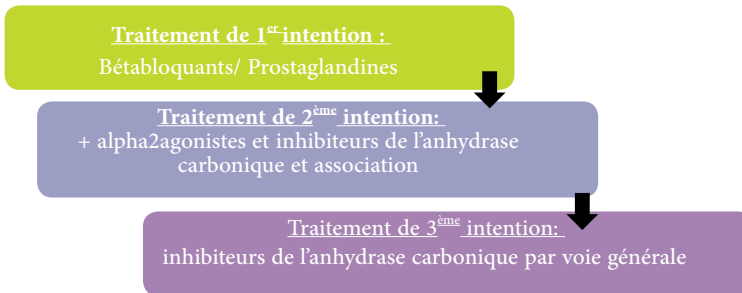 Traitement de 1er intention :
Bétabloquants/ Prostaglandines
Traitement de 2ème intention:
+ alpha2agonistes et inhibiteurs de l'anhydrase
carbonique et association
Traitement de 3ème intention:
inhibiteurs de l'anhydrase carbonique par voie générale